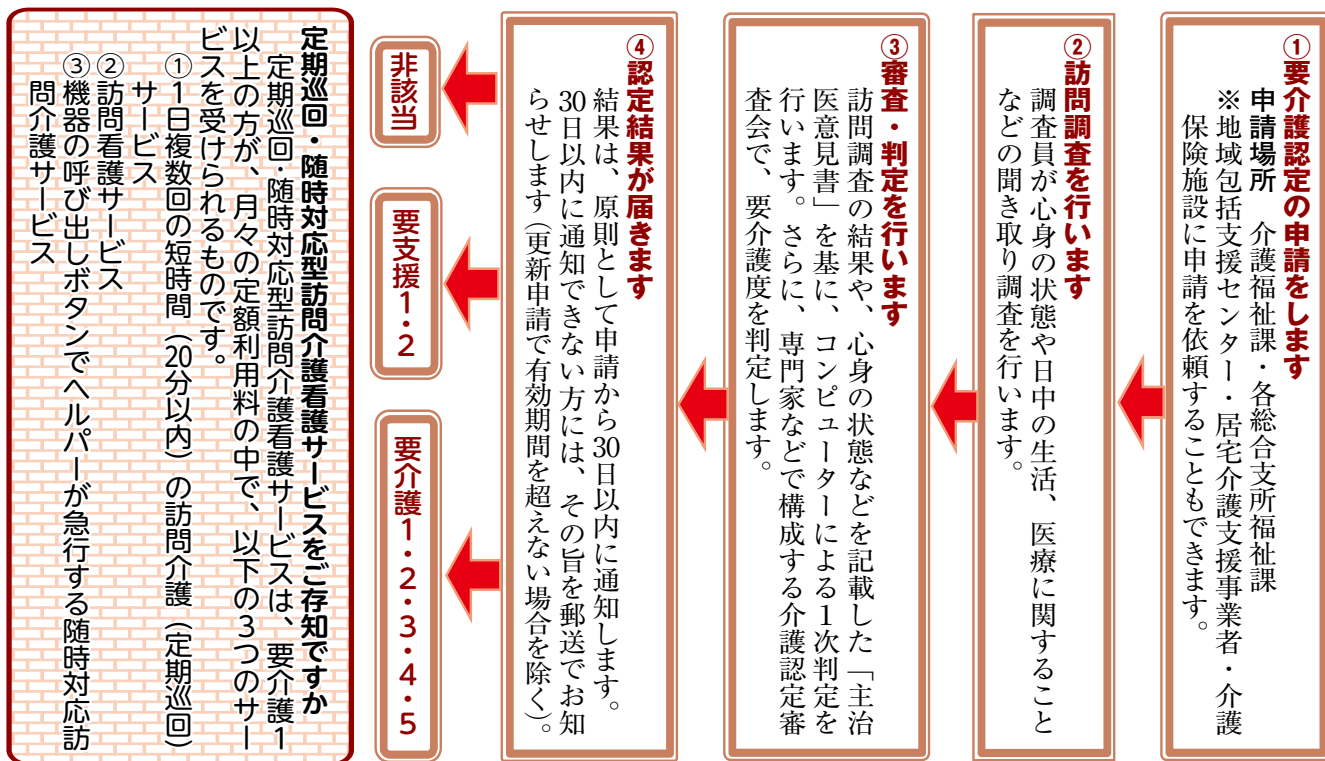 ①要介護認定の申請をします
申請場所　介護福祉課・各総合支所福祉課
※地域包括支援センター・居宅介護支援事業者・介護
保険施設に申請を依頼することもできます。
②訪問調査を行います
調査員が心身の状態や日中の生活、医療に関すること
などの聞き取り調査を行います。
③審査・判定を行います
訪問調査の結果や、心身の状態などを記載した「主治
医意見書」を基に、コンピューターによる1次判定を
行います。さらに、専門家などで構成する介護認定審
査会で、要介護度を判定します。
④認定結果が届きます
結果は、原則として申請から30日以内に通知します。
30日以内に通知できない方には、その旨を郵送でお知
らせします（更新申請で有効期間を超えない場合を除く）。
非該当
要支援1・2
要介護1・2・3・4・5
定期巡回・随時対応型訪問介護看護サービスをご存知ですか
定期巡回・随時対応型訪問介護看護サービスは、要介護1
以上の方が、月々の定額利用料の中で、以下の3つのサー
ビスを受けられるものです。
①1日複数回の短時間（20分以内）の訪問介護（定期巡回）
サービス
②訪問看護サービス
③機器の呼び出しボタンでヘルパーが急行する随時対応訪
問介護サービス